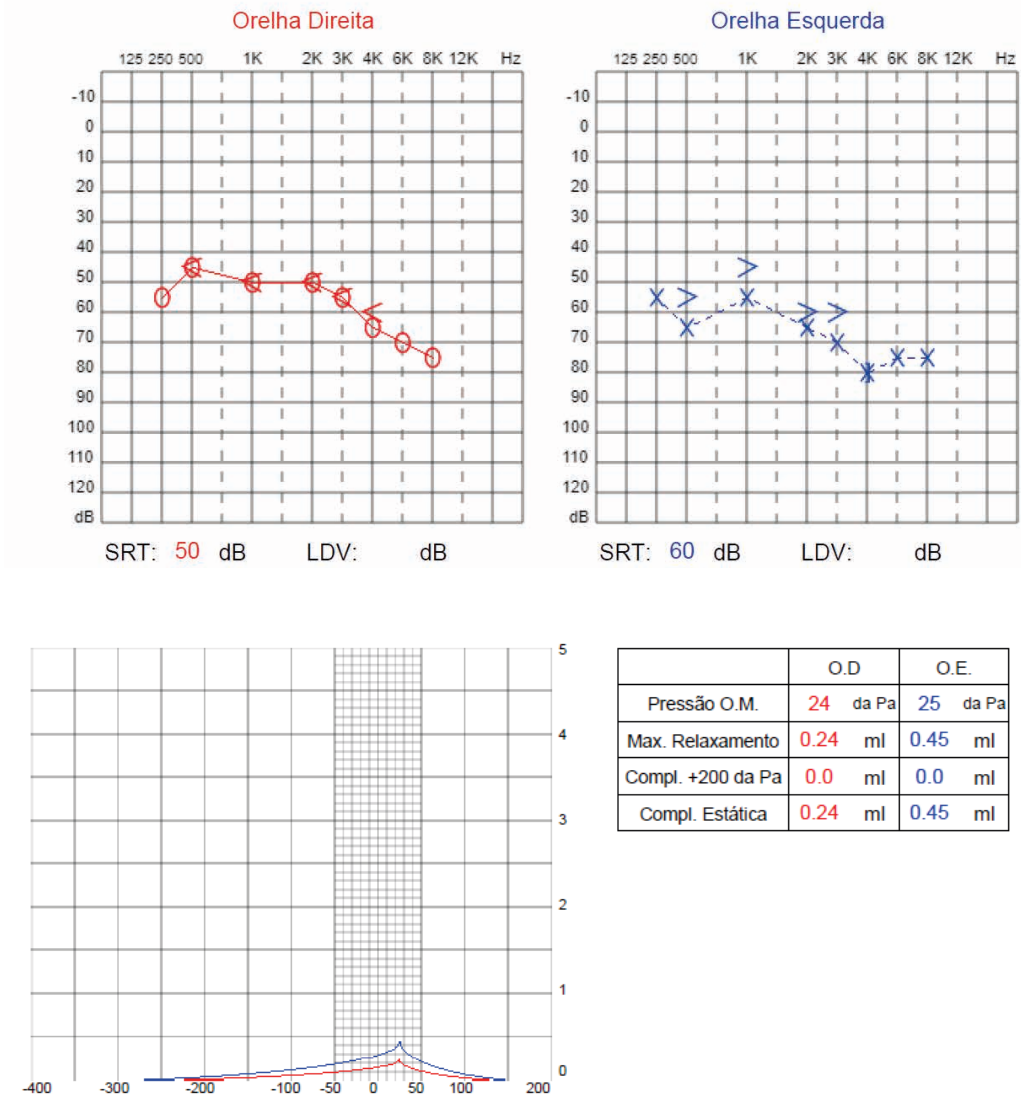 Orelha Direita
125 250 500 1K 2K 3K 4K 6K 8K 12K Hz
-10
0
10
20
30
40
50
60
70
80
90
100
110
120
dB
SRT: 50 dB LDV: dB
Orelha Esquerda
125 250 500 1K 2K 3K 4K 6K 8K 12K Hz
-10
0
10
20
30
40
50
60
70
80
90
100
110
120
dB
SRT: 60 dB LDV: dB
5
4
3
2
1
0
-400 -300 -200 -100 -50 0 50 100 200
O.D O.E.
Pressão O.M. 24 da Pa 25 da Pa
Max. Relaxamento 0.24 ml 0.45 ml
Compl. +200 da Pa 0.0 ml 0.0 ml
Compl. Estática 0.24 ml 0.45 ml